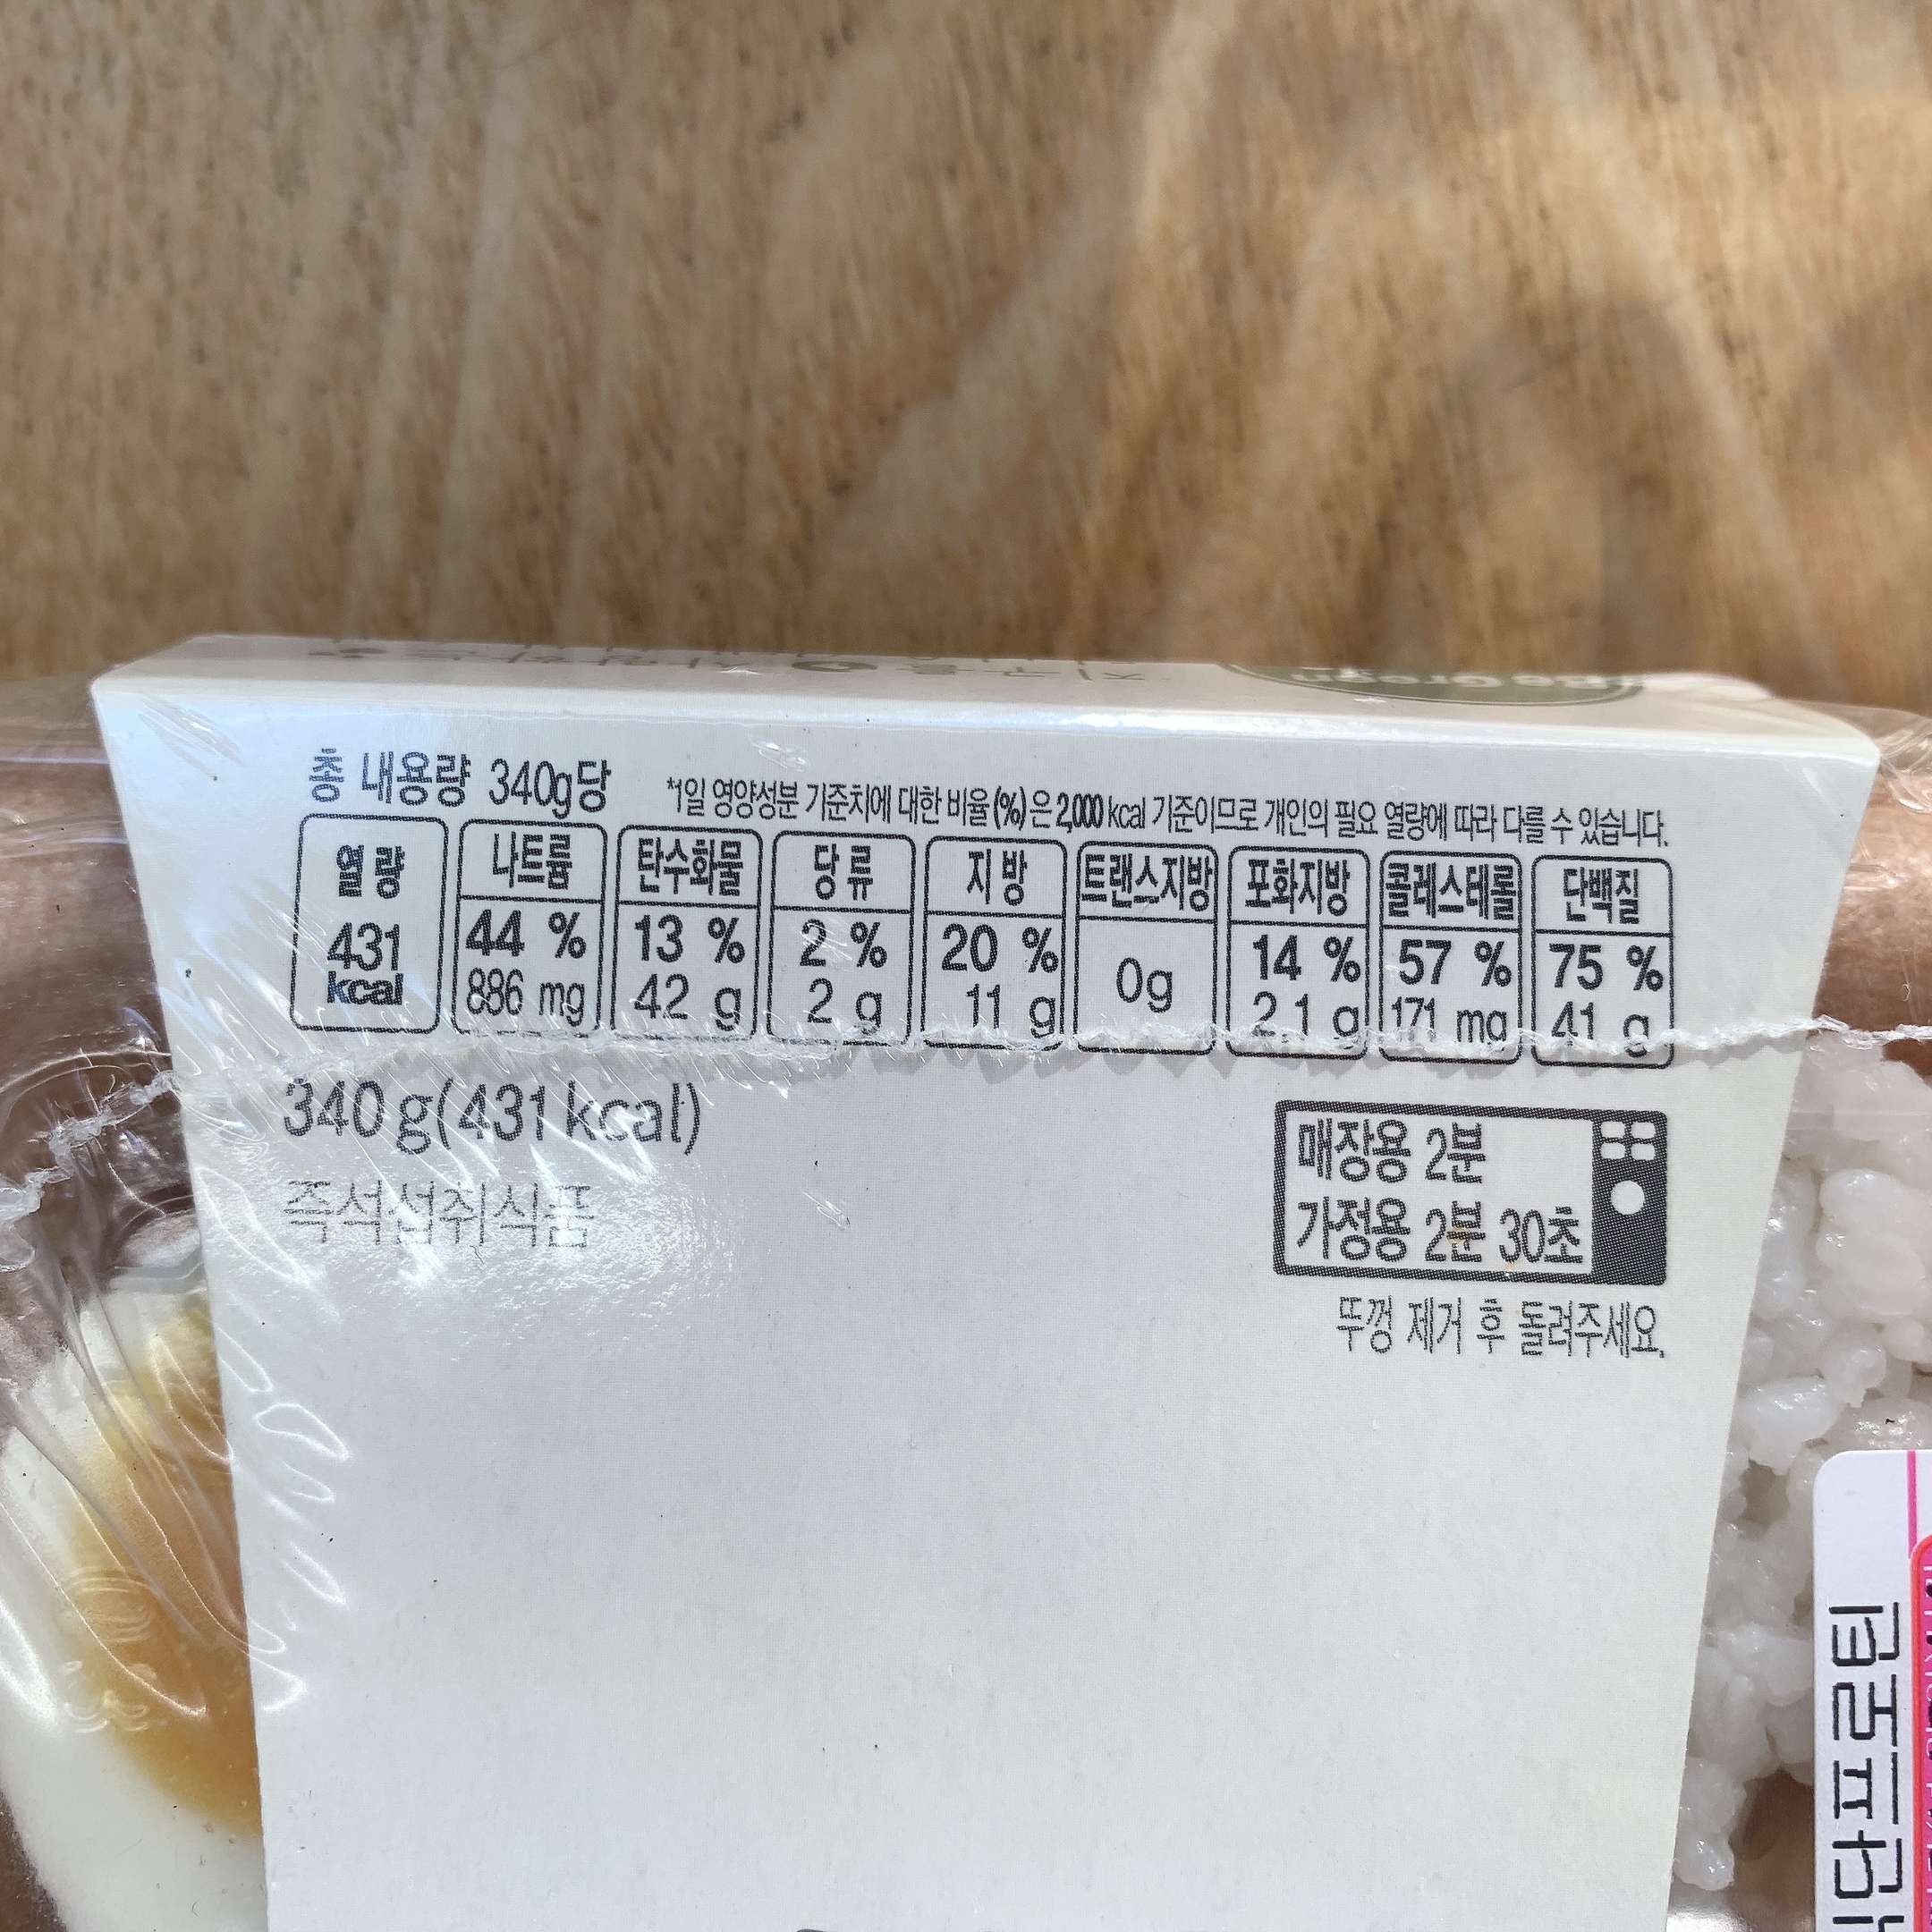 총 내용량 340g당
*1일 영양성분 기준치에 대한 비율(%)은 2,000 kcal 기준이므로 개인의 필요 열량에 따라 다를 수 있습니다.
열량 나트륨 탄수화물 당류 지방 트랜스지방 포화지방 콜레스테롤 단백질
431 kcal 44 % 13 % 2 % 20 % 0g 14 % 57 % 75 %
886 mg 42 g 2 g 11 g 2.1 g 171 mg 41 g
340g(431kcal)
즉석섭취식품
매장용 2분
가정용 2분 30초
뚜껑 제거 후 돌려주세요.